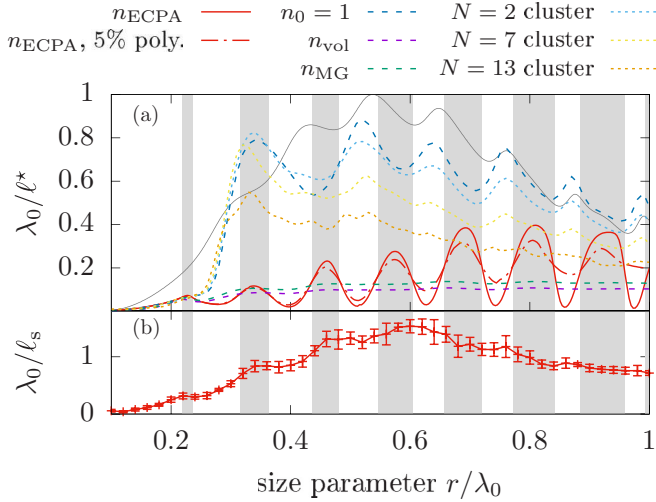 n_ECPA n_0 = 1 N = 2 cluster
n_ECPA, 5% poly. n_vol N = 7 cluster
n_MG N = 13 cluster
(a)
1
0.8
0.6
0.4
0.2
λ_0/ℓ*
(b)
1
0
λ_0/ℓ_s
0.2 0.4 0.6 0.8 1
size parameter r/λ_0